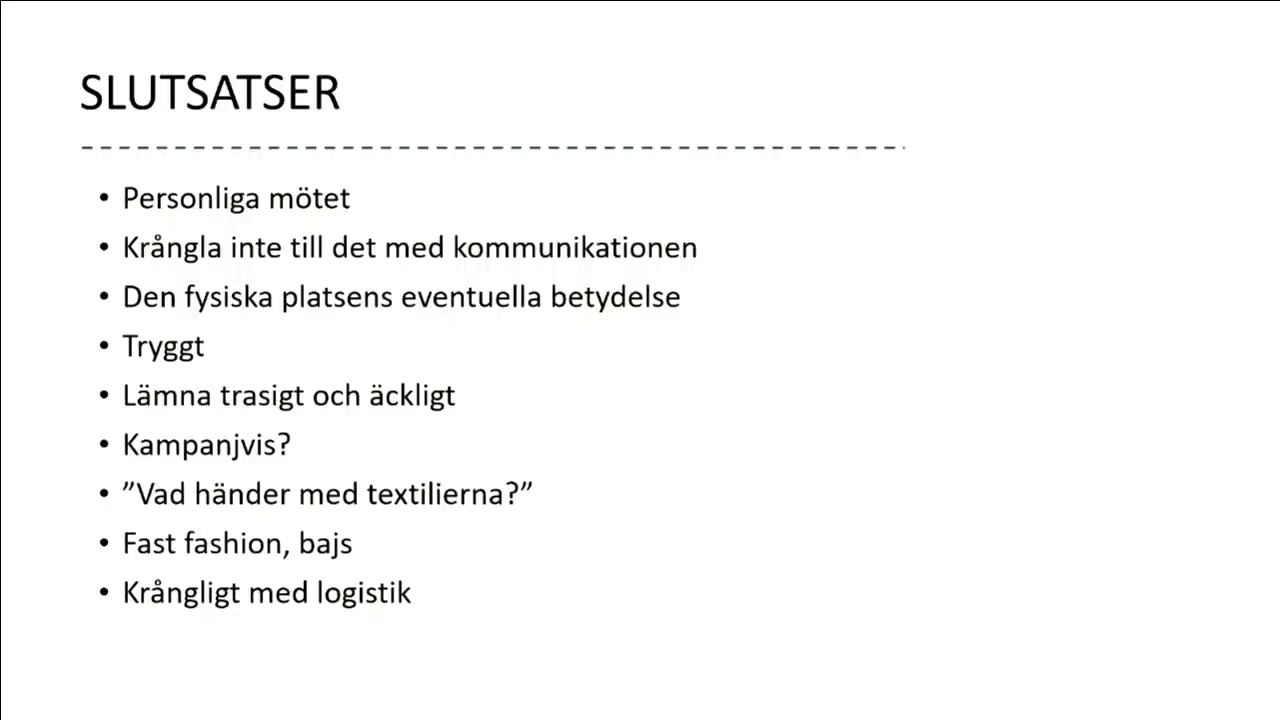 SLUTSATSER
• Personliga mötet
• Krångla inte till det med kommunikationen
• Den fysiska platsens eventuella betydelse
• Tryggt
• Lämna trasigt och äckligt
• Kampanjvis?
• ”Vad händer med textilierna?”
• Fast fashion, bajs
• Krångligt med logistik